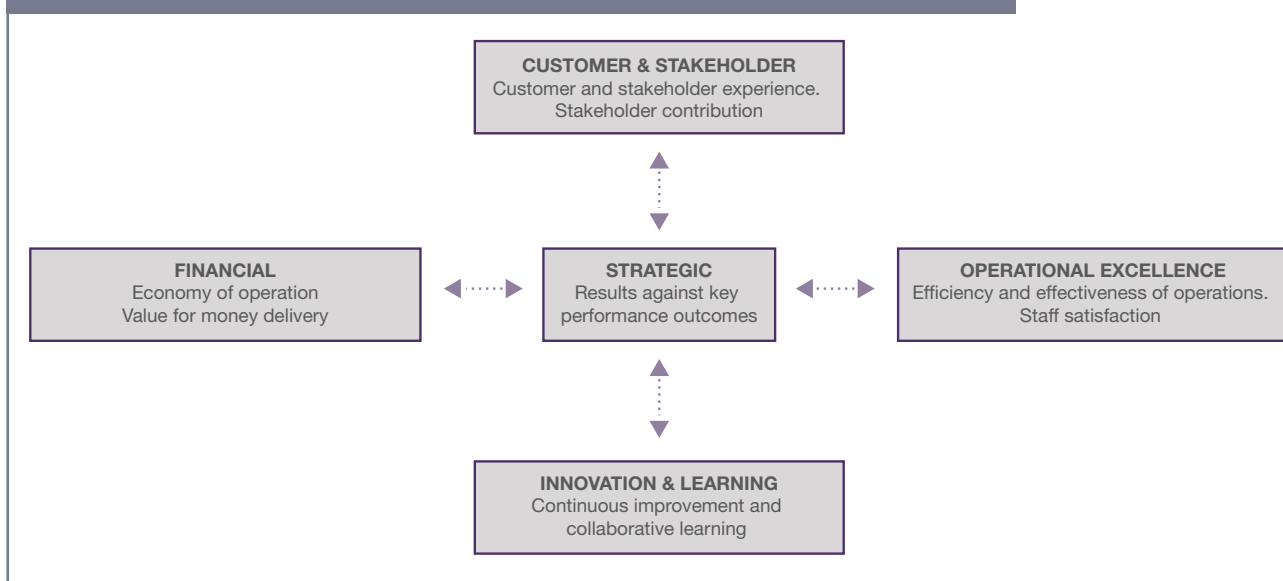 CUSTOMER & STAKEHOLDER
Customer and stakeholder experience.
Stakeholder contribution
FINANCIAL
Economy of operation
Value for money delivery
STRATEGIC
Results against key
performance outcomes
OPERATIONAL EXCELLENCE
Efficiency and effectiveness of operations.
Staff satisfaction
INNOVATION & LEARNING
Continuous improvement and
collaborative learning